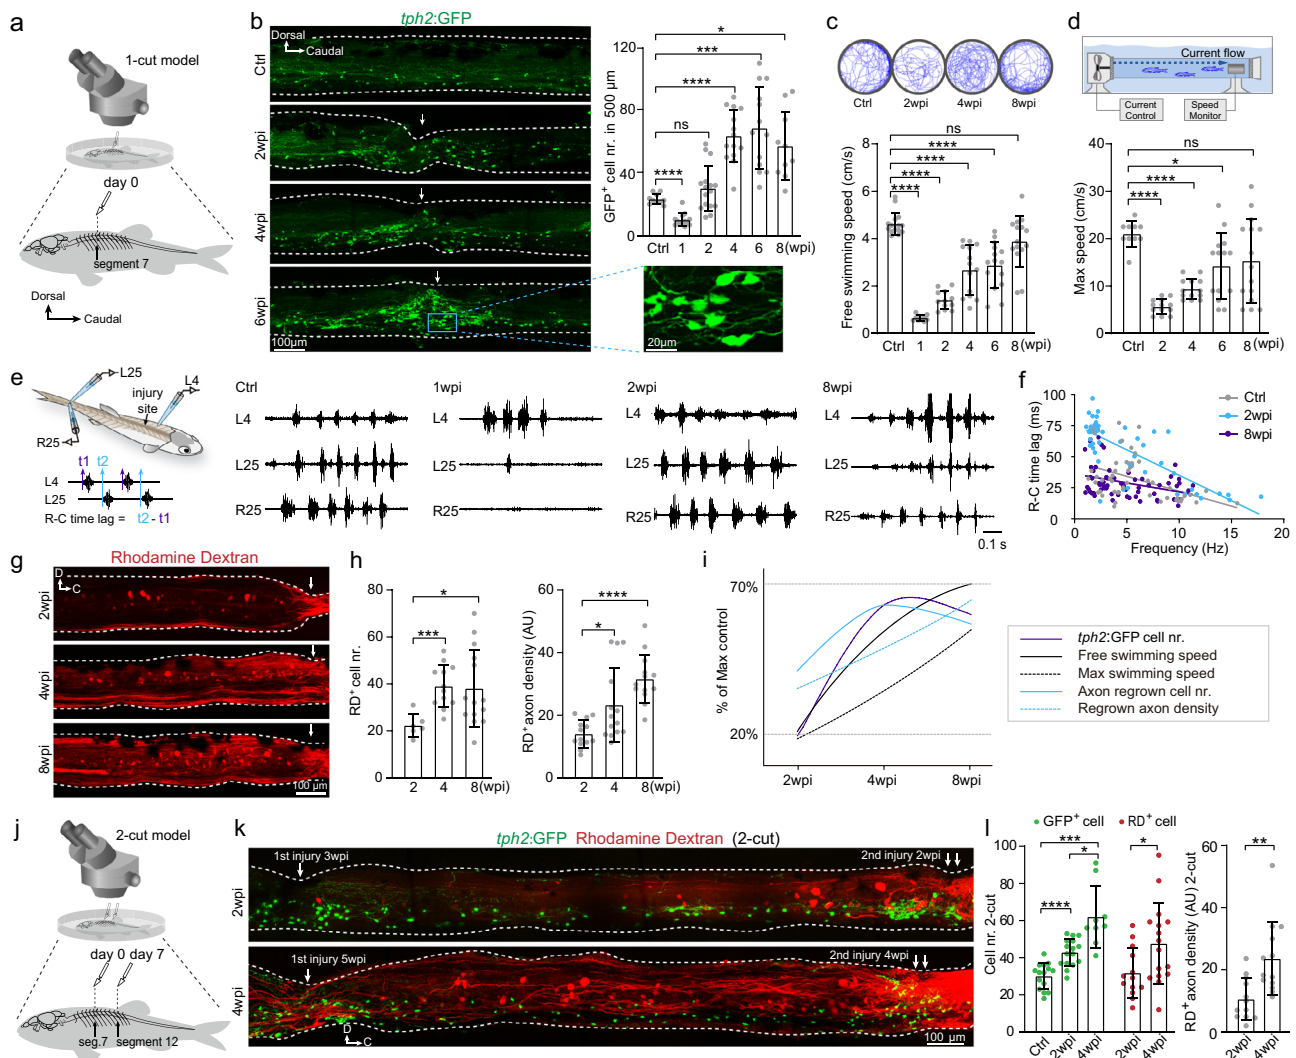 a
1-cut model
day 0
segment 7
Dorsal
Caudal
b
tph2:GFP
Dorsal
Caudal
Ctrl
2wpi
4wpi
6wpi
100µm
20µm
GFP+ cell nr. in 500 µm
120
80
40
0
*
***
****
ns
****
Ctrl 1 2 4 6 8(wpi)
c
Ctrl 2wpi 4wpi 8wpi
Free swimming speed (cm/s)
8
6
4
2
0
ns
****
****
****
****
Ctrl 1 2 4 6 8(wpi)
d
Current flow
Current Control
Speed Monitor
Max speed (cm/s)
40
30
20
10
0
ns
*
****
****
Ctrl 2 4 6 8(wpi)
e
L25
L4
injury site
R25
t1 t2
L4
L25
R-C time lag = t2 - t1
Ctrl
L4
L25
R25
1wpi
L4
L25
R25
2wpi
L4
L25
R25
8wpi
L4
L25
R25
0.1 s
f
R-C time lag (ms)
100
75
50
25
0
Ctrl
2wpi
8wpi
0 5 10 15 20
Frequency (Hz)
g
Rhodamine Dextran
D
C
2wpi
4wpi
8wpi
100 µm
h
RD+ cell nr.
80
60
40
20
0
*
***
2 4 8(wpi)
RD+ axon density (AU)
60
40
20
0
****
*
2 4 8(wpi)
i
% of Max control
70%
20%
2wpi 4wpi 8wpi
tph2:GFP cell nr.
Free swimming speed
Max swimming speed
Axon regrown cell nr.
Regrown axon density
j
2-cut model
day 0 day 7
seg.7 segment 12
k
tph2:GFP Rhodamine Dextran (2-cut)
1st injury 3wpi
2nd injury 2wpi
2wpi
1st injury 5wpi
2nd injury 4wpi
4wpi
D
C
100 µm
l
GFP+ cell RD+ cell
Cell nr. 2-cut
100
80
60
40
20
0
***
*
****
*
Ctrl 2wpi 4wpi 2wpi 4wpi
RD+ axon density (AU) 2-cut
60
40
20
0
**
2wpi 4wpi